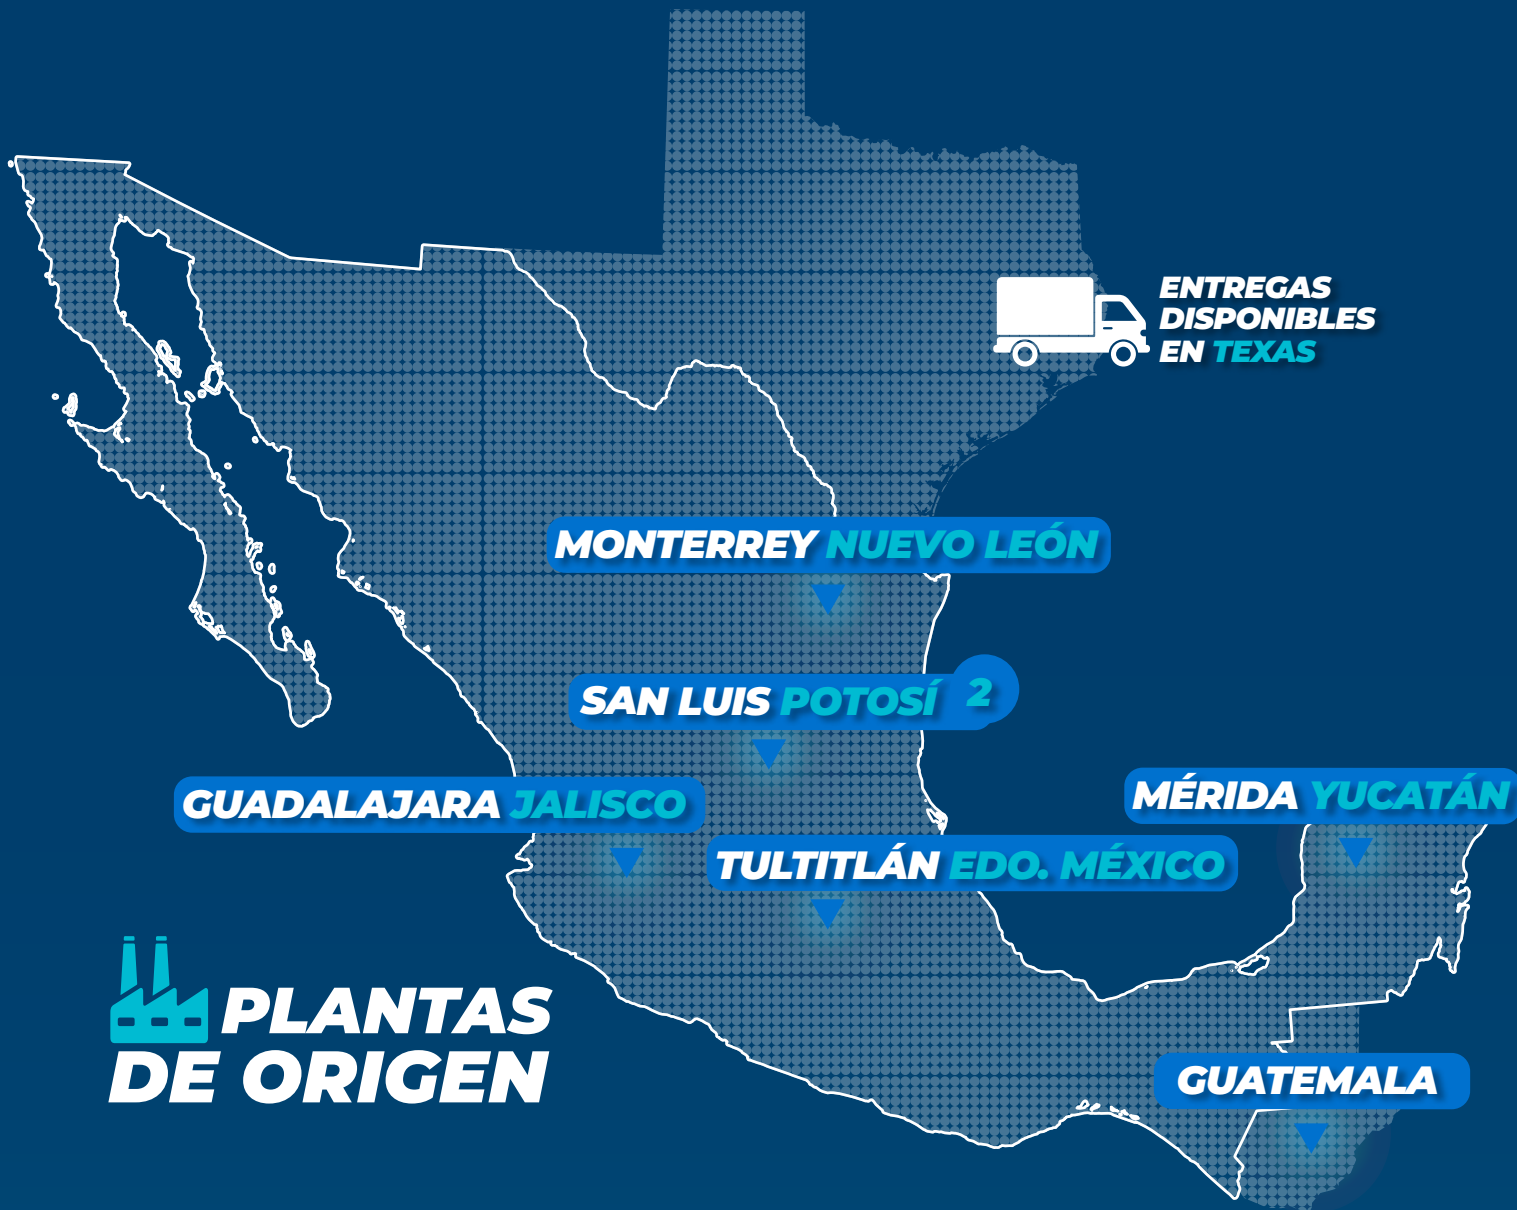 ENTREGAS
DISPONIBLES
EN TEXAS
MONTERREY NUEVO LEÓN
SAN LUIS POTOSÍ 2
GUADALAJARA JALISCO
MÉRIDA YUCATÁN
TULTITLÁN EDO. MÉXICO
PLANTAS
DE ORIGEN
GUATEMALA